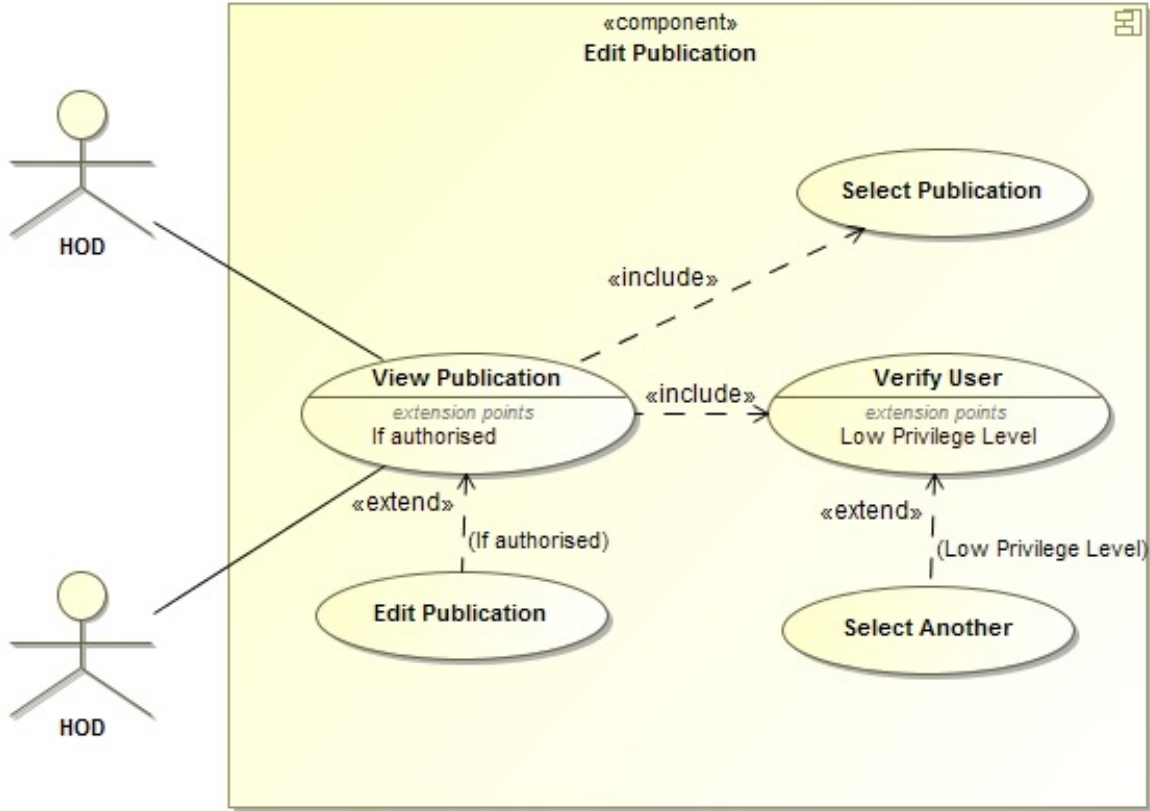 «component»
Edit Publication
HOD
Select Publication
«include»
View Publication
extension points
If authorised
«include»
Verify User
extension points
Low Privilege Level
«extend»
(If authorised)
«extend»
(Low Privilege Level)
Edit Publication
Select Another
HOD